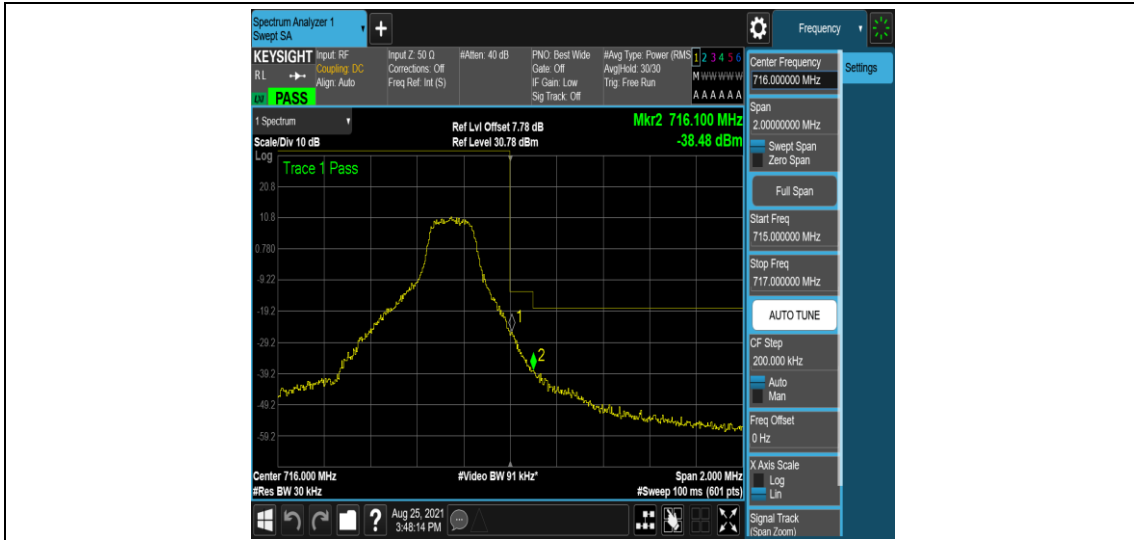 Spectrum Analyzer 1
Swept SA
+
Frequency
KEYSIGHT
RL
PASS
Input: RF
Coupling: DC
Align: Auto
Input Z: 50 Ω
Corrections: Off
Freq Ref: Int (S)
#Atten: 40 dB
PNO: Best Wide
Gate: Off
IF Gain: Low
Sig Track: Off
#Avg Type: Power (RMS
Avg|Hold: 30/30
Trig: Free Run
1 2 3 4 5 6
M W W W W W
A A A A A A
1 Spectrum
Scale/Div 10 dB
Ref Lvl Offset 7.78 dB
Ref Level 30.78 dBm
Mkr2 716.100 MHz
-38.48 dBm
Log
Trace 1 Pass
20.8
10.8
0.780
-9.22
-19.2
-29.2
-39.2
-49.2
-59.2
1
2
Center 716.000 MHz
#Res BW 30 kHz
#Video BW 91 kHz*
Span 2.000 MHz
#Sweep 100 ms (601 pts)
Center Frequency
716.000000 MHz
Settings
Span
2.00000000 MHz
Swept Span
Zero Span
Full Span
Start Freq
715.000000 MHz
Stop Freq
717.000000 MHz
AUTO TUNE
CF Step
200.000 kHz
Auto
Man
Freq Offset
0 Hz
X Axis Scale
Log
Lin
Signal Track
(Span Zoom)
?
Aug 25, 2021
3:48:14 PM